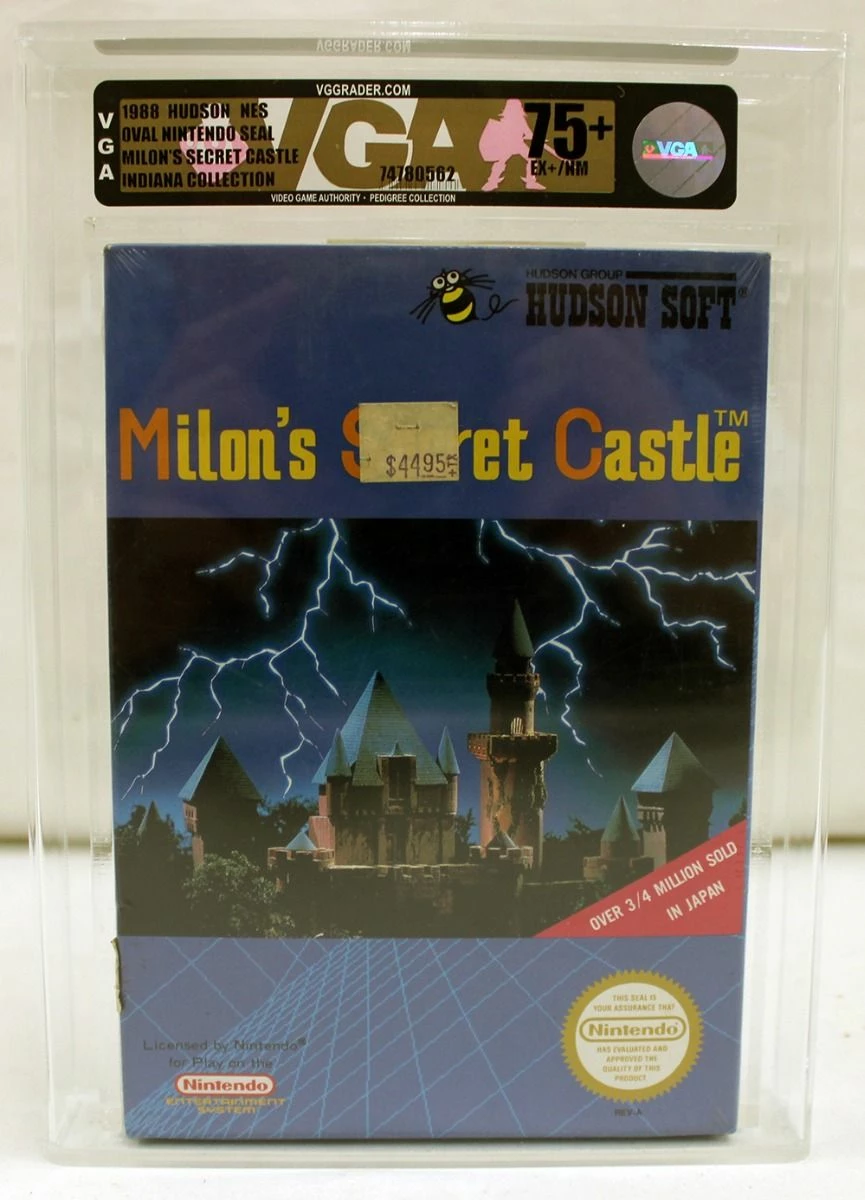 VGGRADER.COM
VGGRADER.COM
VGA
1988 HUDSON NES
OVAL NINTENDO SEAL
MILON'S SECRET CASTLE
INDIANA COLLECTION
VGA
74780562
75+
EX+/NM
VGA
VIDEO GAME AUTHORITY • PEDIGREE COLLECTION
HUDSON GROUP
HUDSON SOFT®
Milon's S ret Castle™
$4495
+TX
OVER 3/4 MILLION SOLD
IN JAPAN
THIS SEAL IS
YOUR ASSURANCE THAT
Nintendo®
HAS EVALUATED AND
APPROVED THE
QUALITY OF THIS
PRODUCT
REV-A
Licensed by Nintendo®
for Play on the
Nintendo
ENTERTAINMENT
SYSTEM